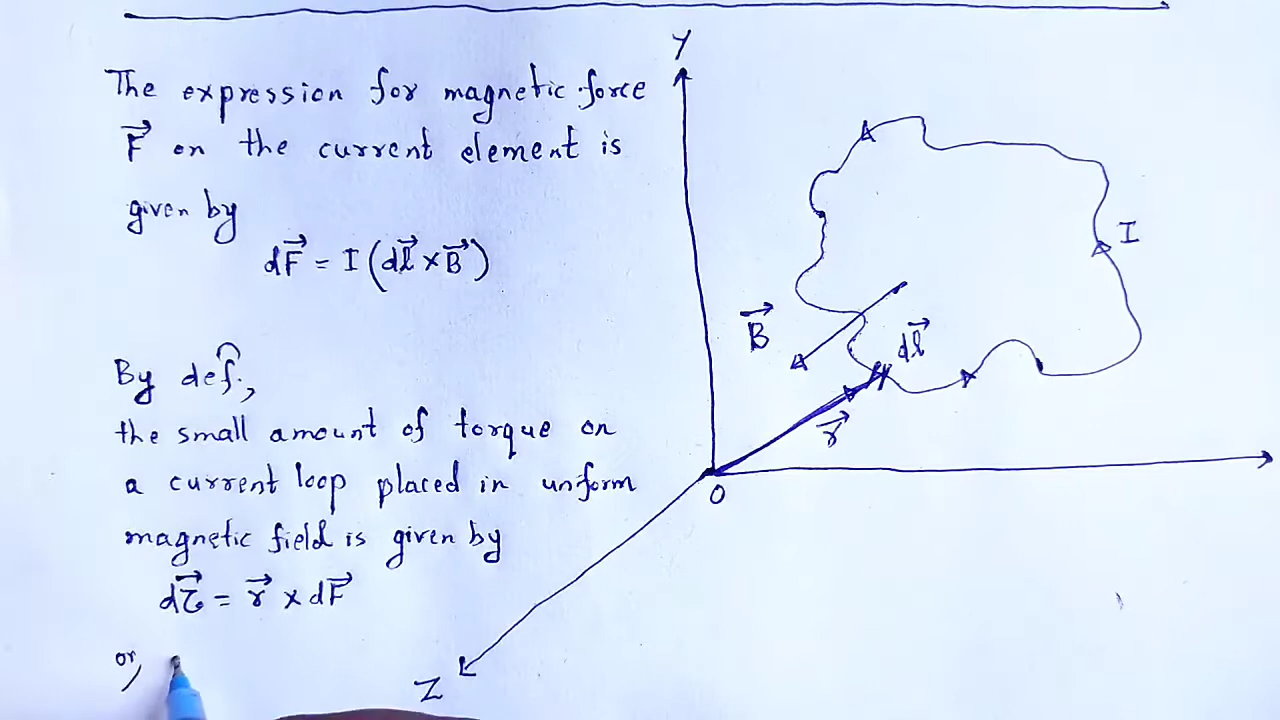 The expression for magnetic force
F⃗ on the current element is
given by
dF⃗ = I (dl⃗ × B⃗)
By def.,
the small amount of torque on
a current loop placed in uniform
magnetic field is given by
dτ⃗ = r⃗ × dF⃗
or,
Y
I
B⃗
dl⃗
r⃗
O
Z